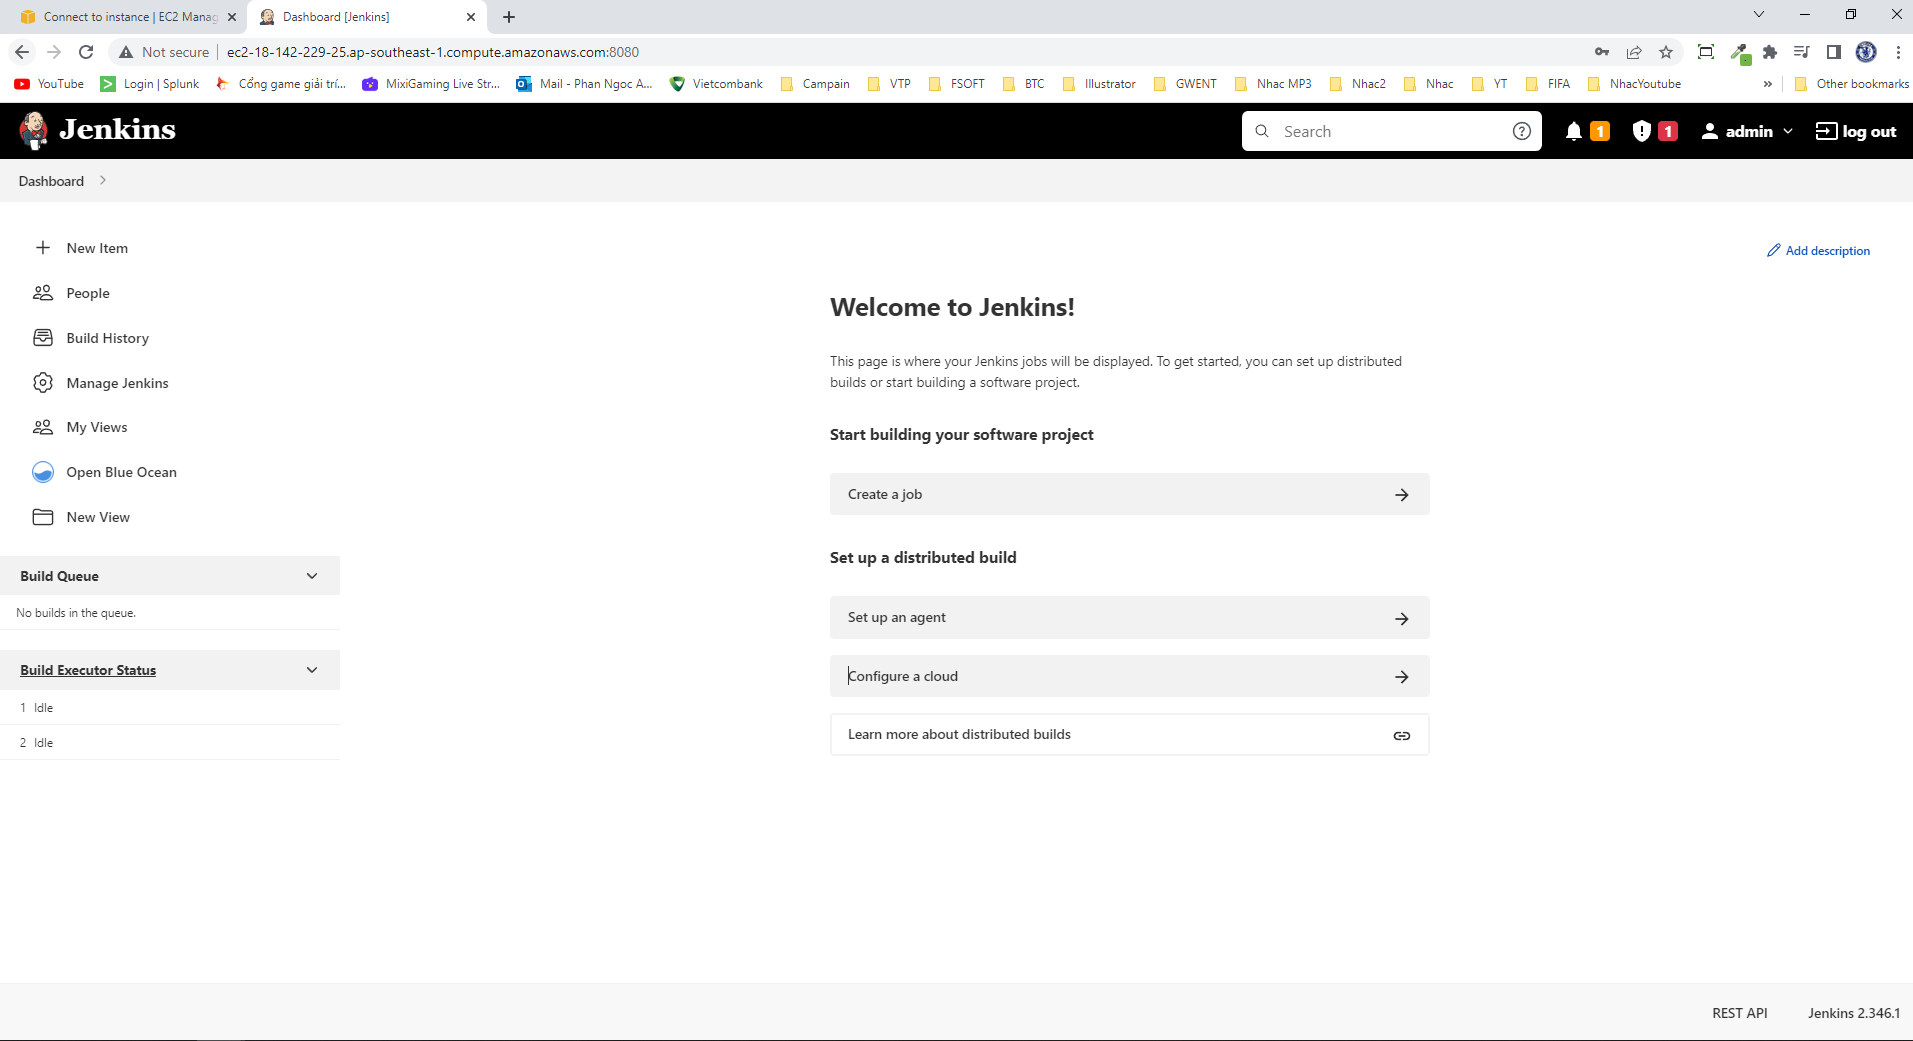 Connect to instance | EC2 Manag
Dashboard [Jenkins]
Not secure
ec2-18-142-229-25.ap-southeast-1.compute.amazonaws.com:8080
YouTube
Login | Splunk
Cổng game giải trí...
MixiGaming Live Str...
Mail - Phan Ngoc A...
Vietcombank
Campain
VTP
FSOFT
BTC
Illustrator
GWENT
Nhac MP3
Nhac2
Nhac
YT
FIFA
NhacYoutube
»
Other bookmarks
Jenkins
Search
1
1
admin
log out
Dashboard
New Item
People
Build History
Manage Jenkins
My Views
Open Blue Ocean
New View
Build Queue
No builds in the queue.
Build Executor Status
1 Idle
2 Idle
Add description
Welcome to Jenkins!
This page is where your Jenkins jobs will be displayed. To get started, you can set up distributed
builds or start building a software project.
Start building your software project
Create a job
Set up a distributed build
Set up an agent
Configure a cloud
Learn more about distributed builds
REST API
Jenkins 2.346.1